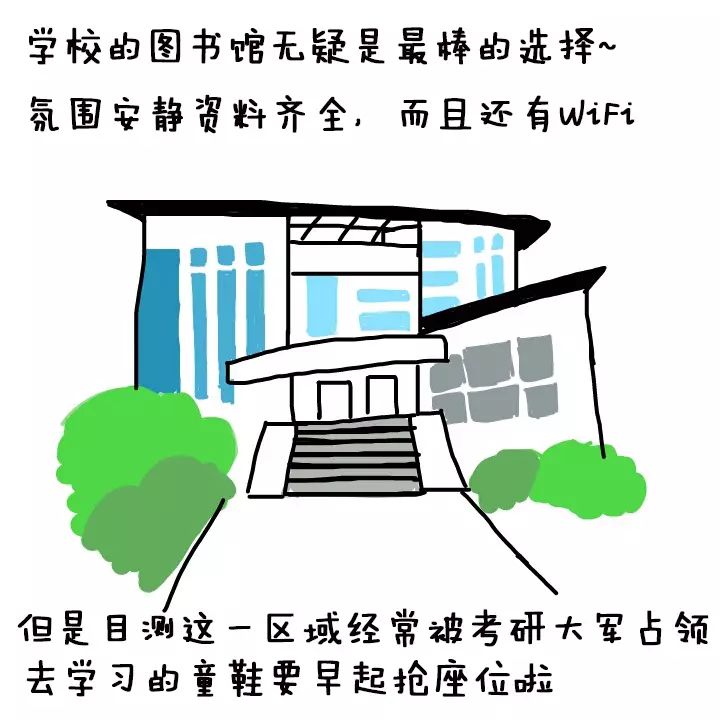 学校的图书馆无疑是最棒的选择~
氛围安静资料齐全，而且还有WiFi
但是目测这一区域经常被考研大军占领
去学习的童鞋要早起抢座位啦